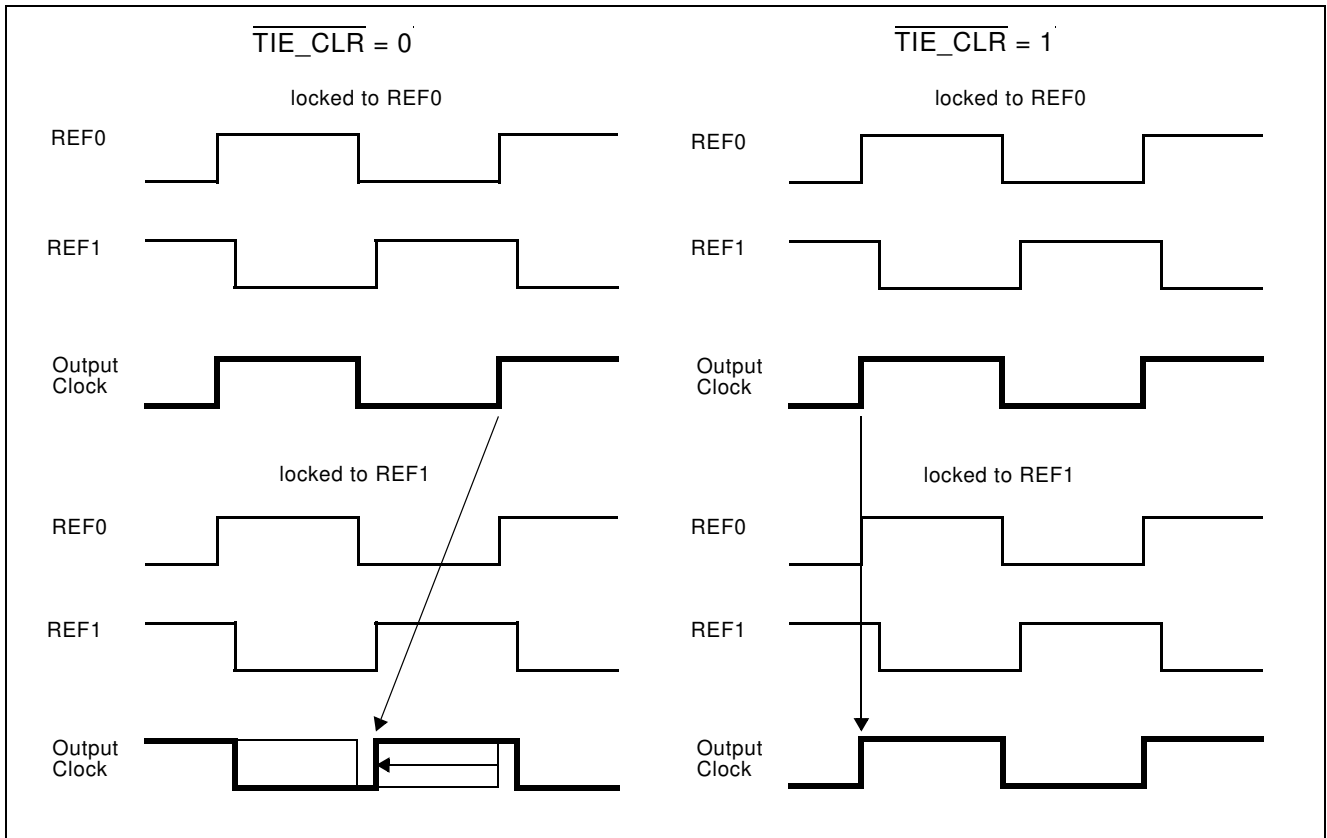 TIE_CLR = 0
locked to REF0
REF0
REF1
Output
Clock
locked to REF1
REF0
REF1
Output
Clock
TIE_CLR = 1
locked to REF0
REF0
REF1
Output
Clock
locked to REF1
REF0
REF1
Output
Clock